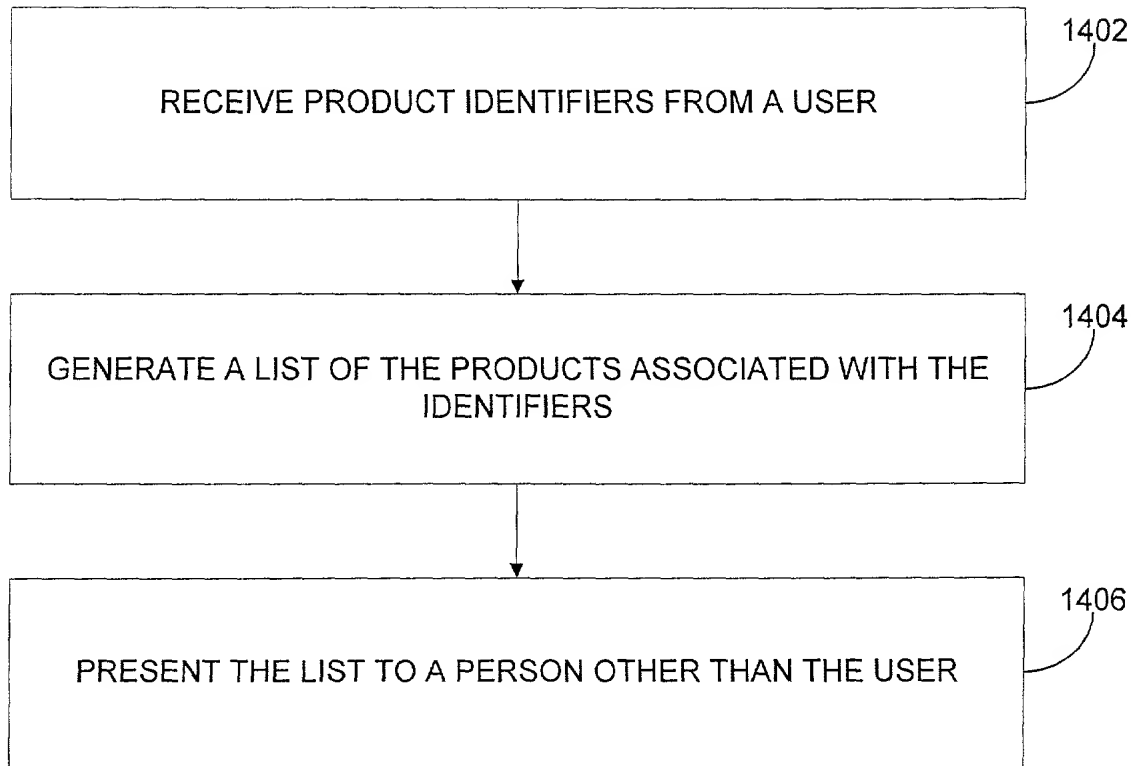 1402
RECEIVE PRODUCT IDENTIFIERS FROM A USER
1404
GENERATE A LIST OF THE PRODUCTS ASSOCIATED WITH THE
IDENTIFIERS
1406
PRESENT THE LIST TO A PERSON OTHER THAN THE USER